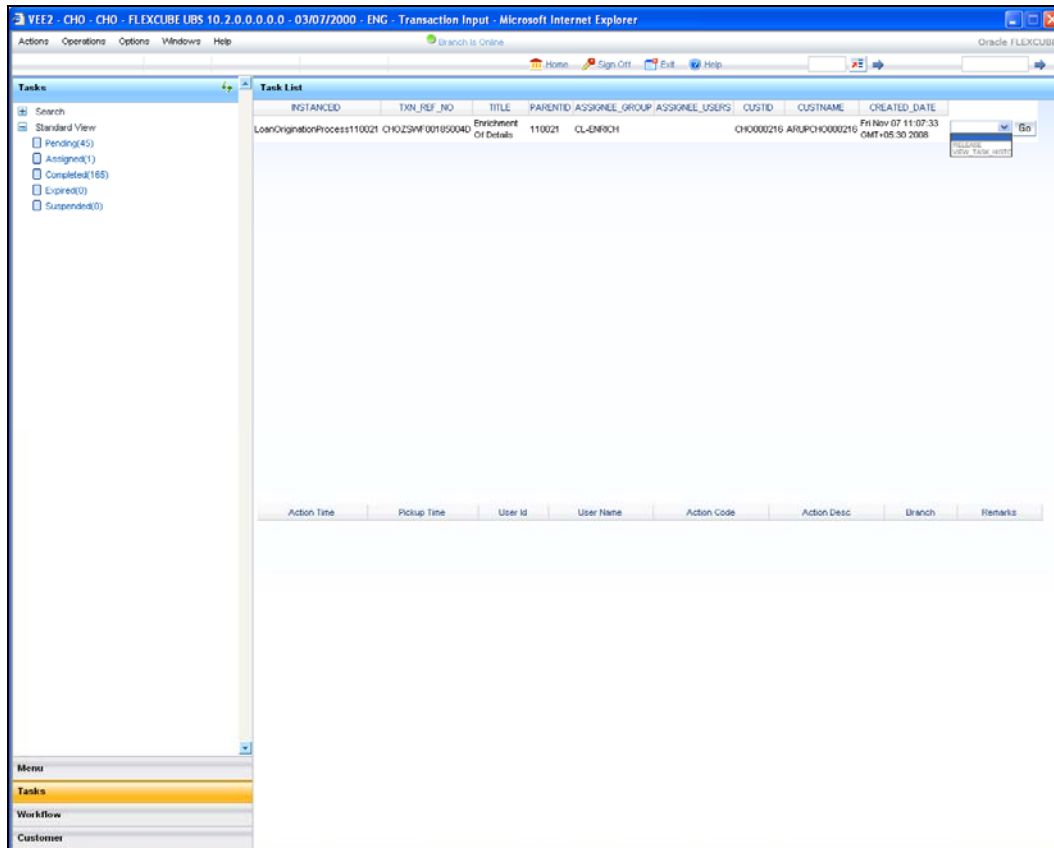 VEE2 - CHO - CHO - FLEXCUBE UBS 10.2.0.0.0.0.0 - 03/07/2000 - ENG - Transaction Input - Microsoft Internet Explorer
Actions Operations Options Windows Help Branch Is Online Oracle FLEXCUBE
Home Sign Off Exit Help
Tasks
Search
Standard View
Pending(45)
Assigned(1)
Completed(165)
Expired(0)
Suspended(0)
Task List
INSTANCEID TXN_REF_NO TITLE PARENTID ASSIGNEE_GROUP ASSIGNEE_USERS CUSTID CUSTNAME CREATED_DATE
LoanOriginationProcess110021 CHOZSWF00185004D Enrichment Of Details 110021 CL-ENRICH CHO000216 ARUPCHO000216 Fri Nov 07 11:07:33 GMT+05:30 2008 Go
RELEASE
VIEW_TASK_HISTO
Action Time Pickup Time User Id User Name Action Code Action Desc Branch Remarks
Menu
Tasks
Workflow
Customer